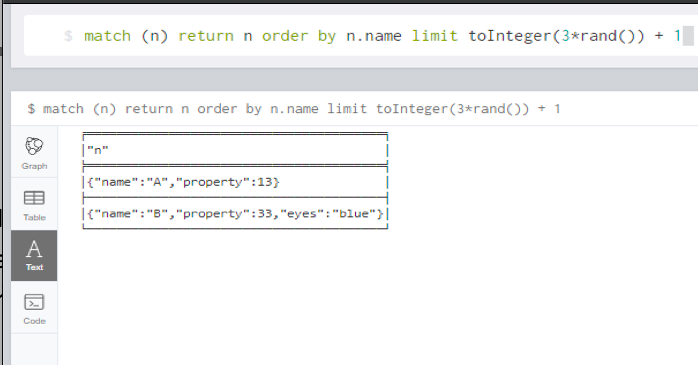 $ match (n) return n order by n.name limit toInteger(3*rand()) + 1
$ match (n) return n order by n.name limit toInteger(3*rand()) + 1
Graph
Table
A
Text
Code
"n"
{"name":"A","property":13}
{"name":"B","property":33,"eyes":"blue"}